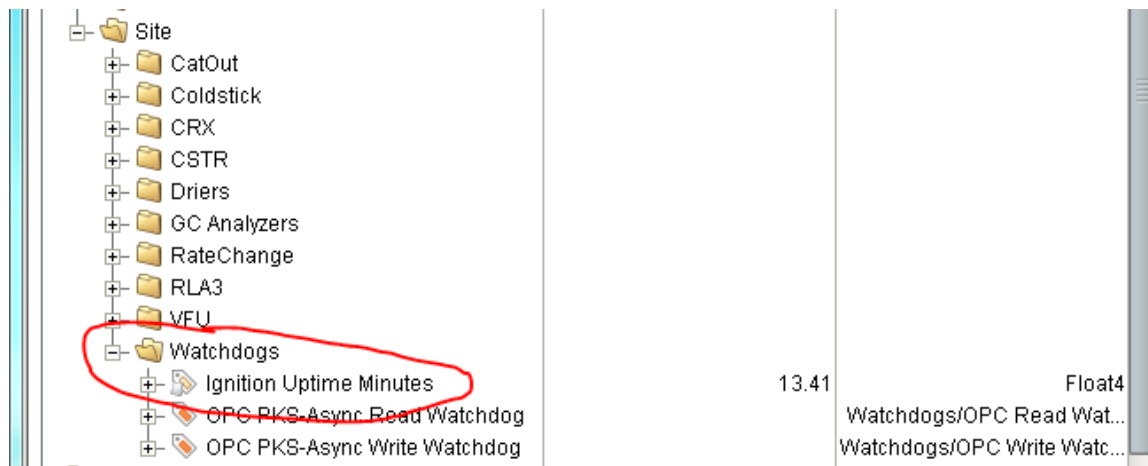 Site
CatOut
Coldstick
CRX
CSTR
Driers
GC Analyzers
RateChange
RLA3
VFU
Watchdogs
Ignition Uptime Minutes 13.41 Float4
OPC PKS-Async Read Watchdog Watchdogs/OPC Read Wat...
OPC PKS-Async Write Watchdog Watchdogs/OPC Write Watc...